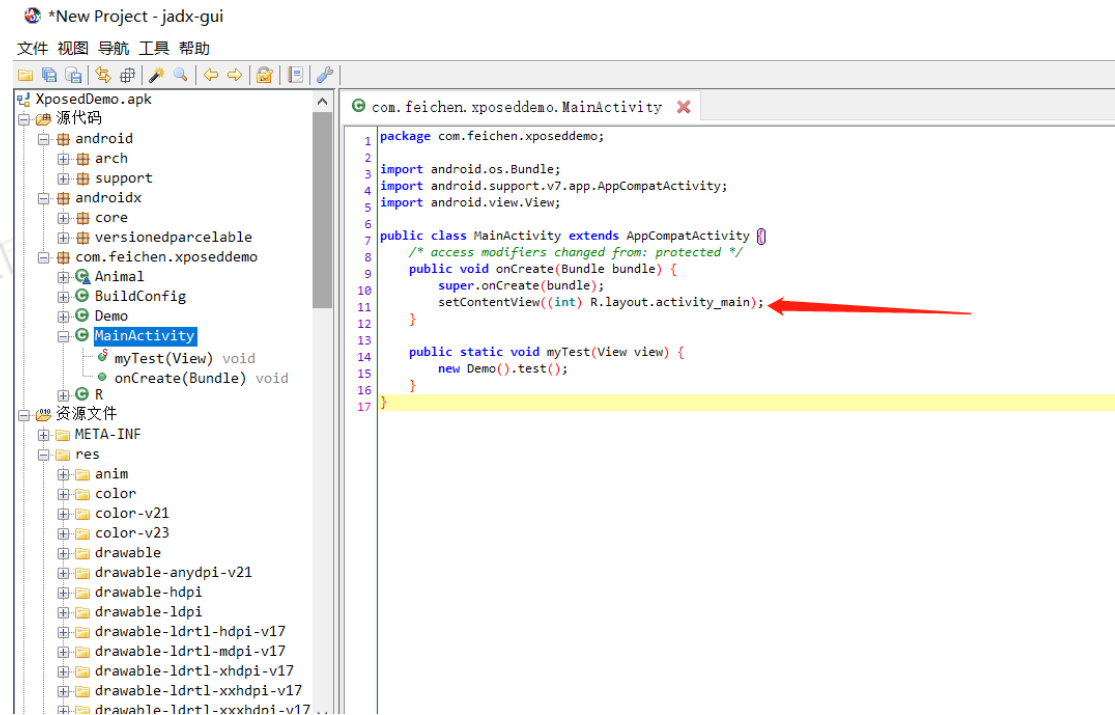 *New Project - jadx-gui
文件 视图 导航 工具 帮助
XposedDemo.apk
源代码
android
arch
support
androidx
core
versionedparcelable
com.feichen.xposeddemo
Animal
BuildConfig
Demo
MainActivity
myTest(View) void
onCreate(Bundle) void
R
资源文件
META-INF
res
anim
color
color-v21
color-v23
drawable
drawable-anydpi-v21
drawable-hdpi
drawable-ldpi
drawable-ldrtl-hdpi-v17
drawable-ldrtl-mdpi-v17
drawable-ldrtl-xhdpi-v17
drawable-ldrtl-xxhdpi-v17
drawable-ldrtl-xxxhdpi-v17
com.feichen.xposeddemo.MainActivity
1 package com.feichen.xposeddemo;
2
3 import android.os.Bundle;
4 import android.support.v7.app.AppCompatActivity;
5 import android.view.View;
6
7 public class MainActivity extends AppCompatActivity {
8 /* access modifiers changed from: protected */
9 public void onCreate(Bundle bundle) {
10 super.onCreate(bundle);
11 setContentView((int) R.layout.activity_main);
12 }
13
14 public static void myTest(View view) {
15 new Demo().test();
16 }
17 }